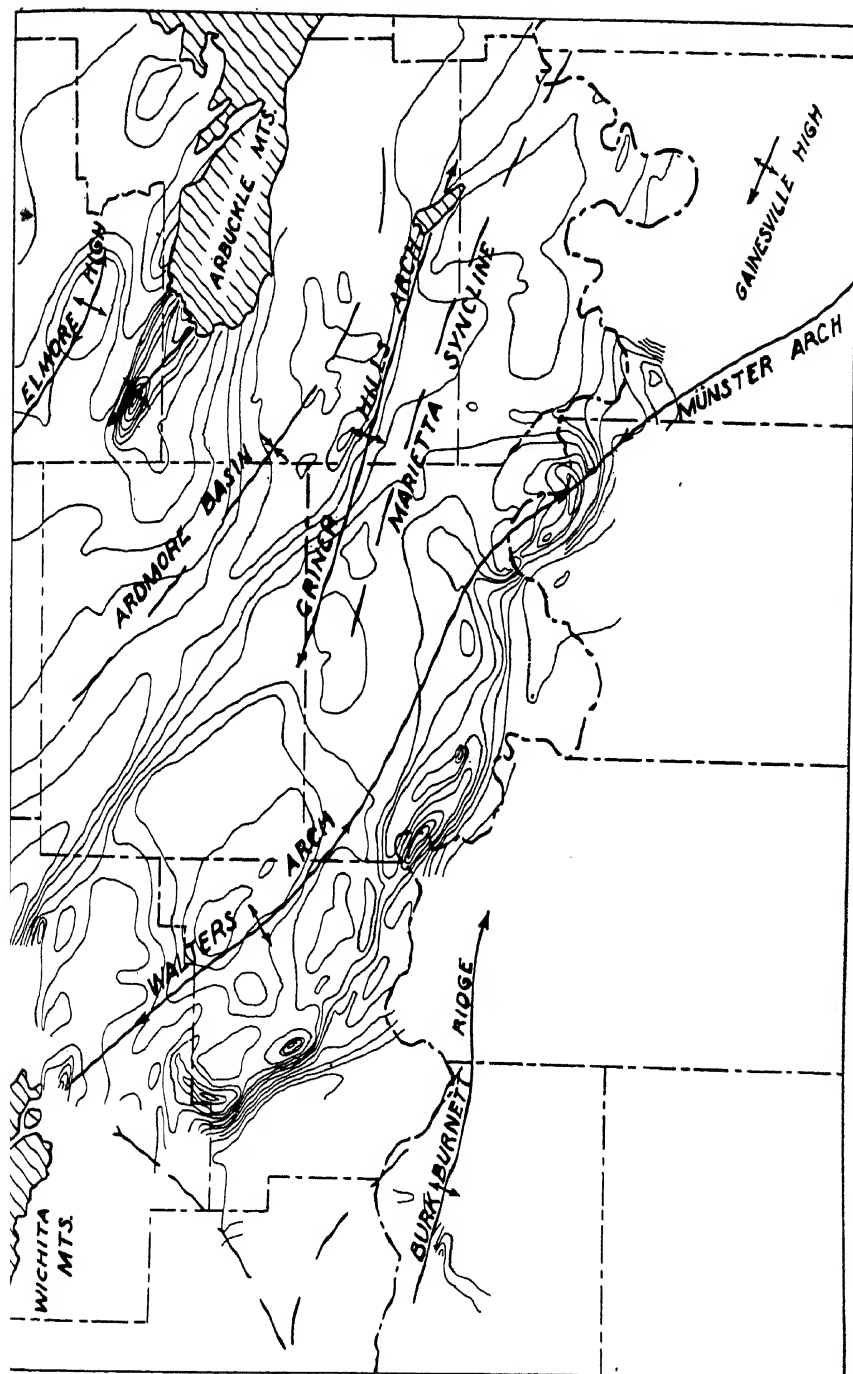 ELMORE HIGH
ARBUCKLE MTS.
ARDMORE BASIN
CRINER HILLS ARCH
MARIETTA SYNCLINE
GAINESVILLE HIGH
MÜNSTER ARCH
WALTERS ARCH
WICHITA
MTS.
BURKBURNETT RIDGE